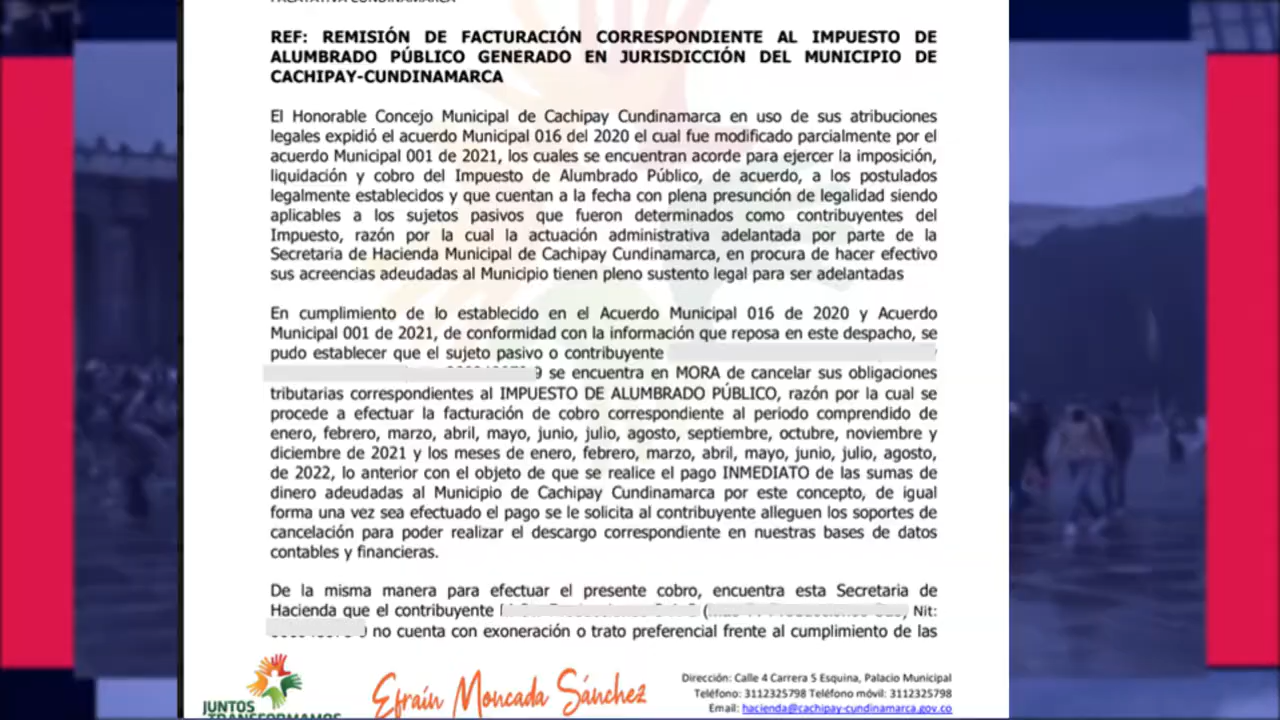 FACATATIVÁ CUNDINAMARCA
REF: REMISIÓN DE FACTURACIÓN CORRESPONDIENTE AL IMPUESTO DE
ALUMBRADO PÚBLICO GENERADO EN JURISDICCIÓN DEL MUNICIPIO DE
CACHIPAY-CUNDINAMARCA
El Honorable Concejo Municipal de Cachipay Cundinamarca en uso de sus atribuciones
legales expidió el acuerdo Municipal 016 del 2020 el cual fue modificado parcialmente por el
acuerdo Municipal 001 de 2021, los cuales se encuentran acorde para ejercer la imposición,
liquidación y cobro del Impuesto de Alumbrado Público, de acuerdo, a los postulados
legalmente establecidos y que cuentan a la fecha con plena presunción de legalidad siendo
aplicables a los sujetos pasivos que fueron determinados como contribuyentes del
Impuesto, razón por la cual la actuación administrativa adelantada por parte de la
Secretaria de Hacienda Municipal de Cachipay Cundinamarca, en procura de hacer efectivo
sus acreencias adeudadas al Municipio tienen pleno sustento legal para ser adelantadas
En cumplimiento de lo establecido en el Acuerdo Municipal 016 de 2020 y Acuerdo
Municipal 001 de 2021, de conformidad con la información que reposa en este despacho, se
pudo establecer que el sujeto pasivo o contribuyente
9 se encuentra en MORA de cancelar sus obligaciones
tributarias correspondientes al IMPUESTO DE ALUMBRADO PÚBLICO, razón por la cual se
procede a efectuar la facturación de cobro correspondiente al periodo comprendido de
enero, febrero, marzo, abril, mayo, junio, julio, agosto, septiembre, octubre, noviembre y
diciembre de 2021 y los meses de enero, febrero, marzo, abril, mayo, junio, julio, agosto,
de 2022, lo anterior con el objeto de que se realice el pago INMEDIATO de las sumas de
dinero adeudadas al Municipio de Cachipay Cundinamarca por este concepto, de igual
forma una vez sea efectuado el pago se le solicita al contribuyente alleguen los soportes de
cancelación para poder realizar el descargo correspondiente en nuestras bases de datos
contables y financieras.
De la misma manera para efectuar el presente cobro, encuentra esta Secretaria de
Hacienda que el contribuyente ( Nit:
no cuenta con exoneración o trato preferencial frente al cumplimiento de las
JUNTOS
TRANSFORMAMOS
Efraín Moncada Sánchez
Dirección: Calle 4 Carrera 5 Esquina, Palacio Municipal
Teléfono: 3112325798 Teléfono móvil: 3112325798
Email: hacienda@cachipay-cundinamarca.gov.co